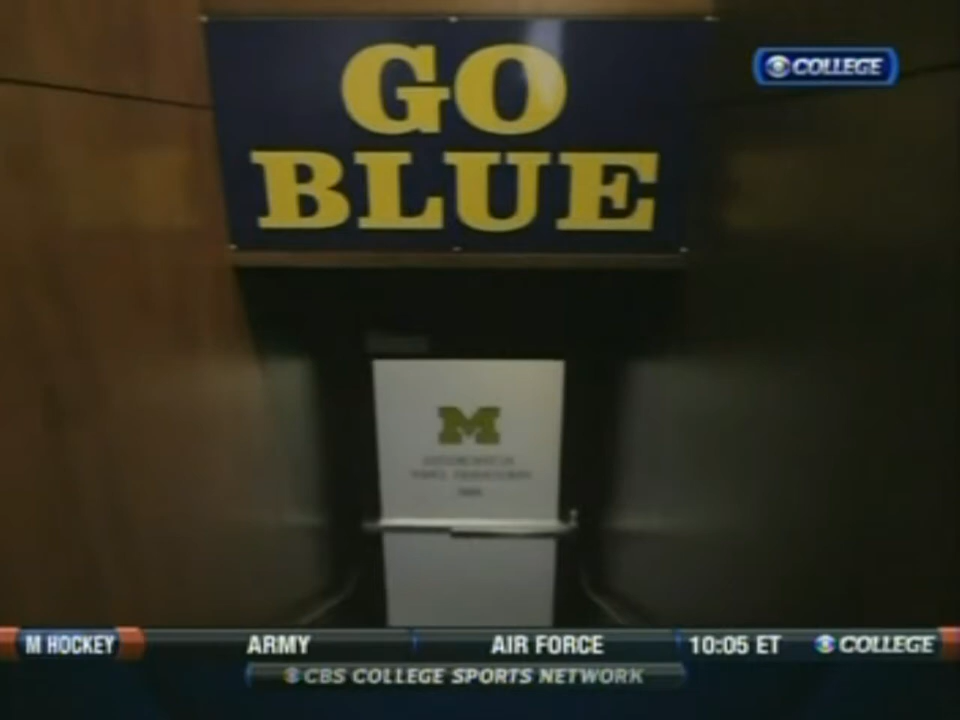 GO
BLUE
COLLEGE
M
M HOCKEY ARMY AIR FORCE 10:05 ET COLLEGE
CBS COLLEGE SPORTS NETWORK